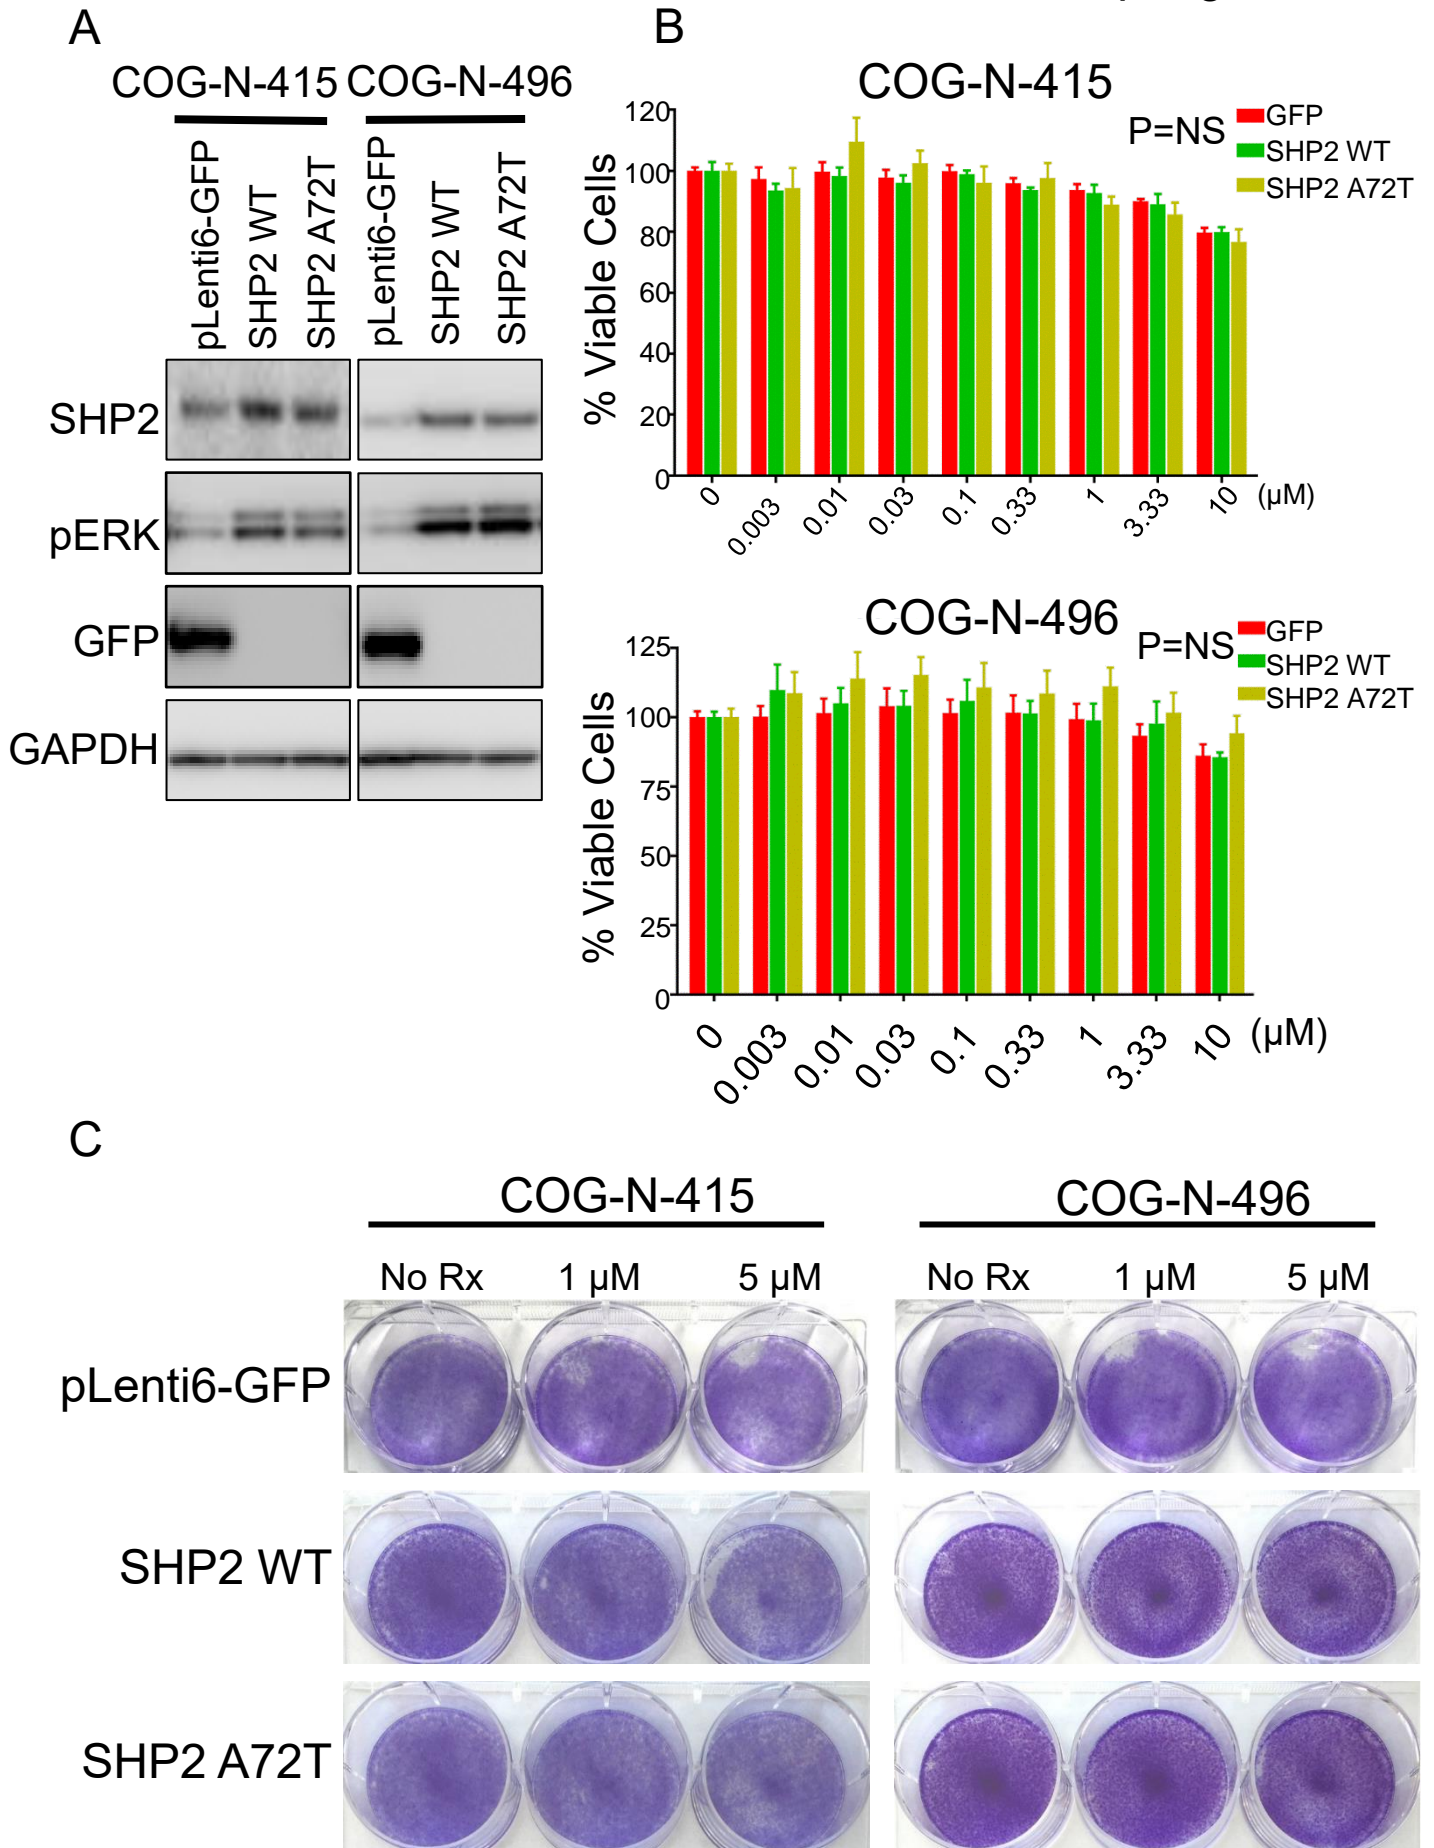 A
COG-N-415 COG-N-496
pLenti6-GFP
SHP2 WT
SHP2 A72T
pLenti6-GFP
SHP2 WT
SHP2 A72T
SHP2
pERK
GFP
GAPDH
B
COG-N-415
P=NS
GFP
SHP2 WT
SHP2 A72T
% Viable Cells
120
100
80
60
40
20
0
0 0.003 0.01 0.03 0.1 0.33 1 3.33 10 (µM)
COG-N-496
P=NS
GFP
SHP2 WT
SHP2 A72T
% Viable Cells
125
100
75
50
25
0
0 0.003 0.01 0.03 0.1 0.33 1 3.33 10 (µM)
C
COG-N-415 COG-N-496
No Rx 1 µM 5 µM No Rx 1 µM 5 µM
pLenti6-GFP
SHP2 WT
SHP2 A72T